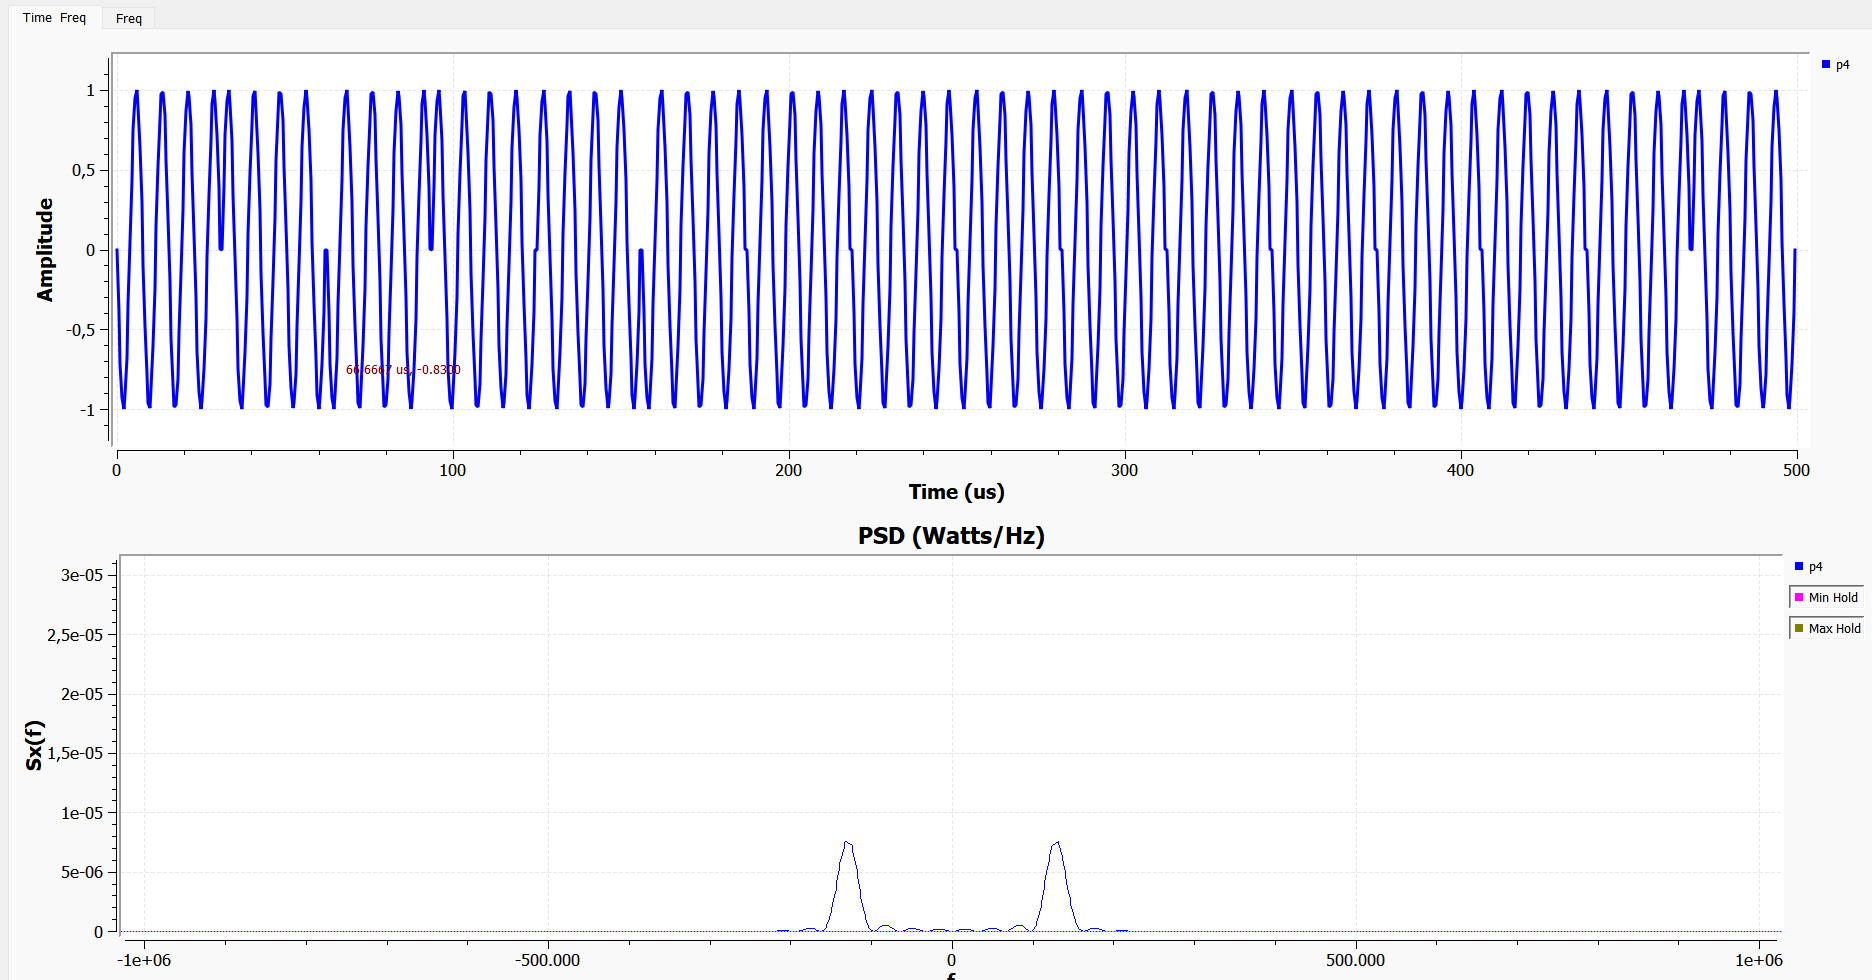 Time Freq
Freq
p4
1
0,5
0
-0,5
-1
Amplitude
66.6667 us, -0.8300
0 100 200 300 400 500
Time (us)
PSD (Watts/Hz)
p4
Min Hold
Max Hold
3e-05
2,5e-05
2e-05
1,5e-05
1e-05
5e-06
0
Sx(f)
-1e+06 -500.000 0 500.000 1e+06